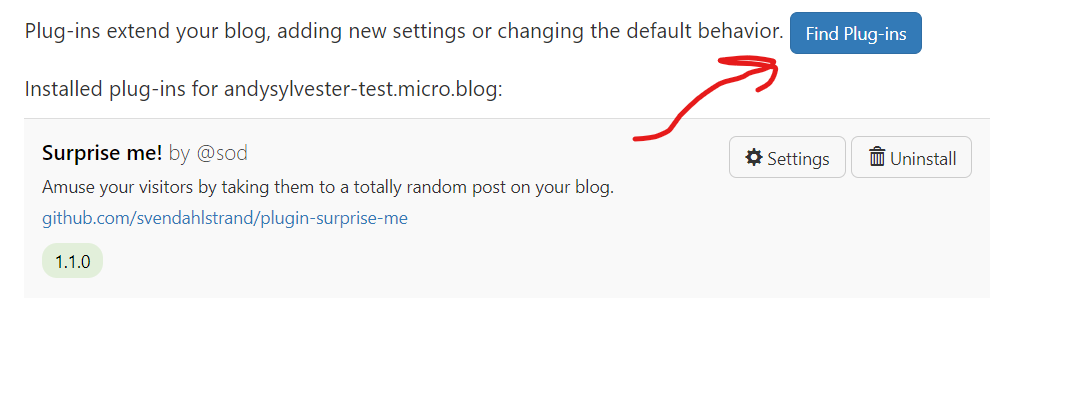 Plug-ins extend your blog, adding new settings or changing the default behavior. Find Plug-ins
Installed plug-ins for andysylvester-test.micro.blog:
Surprise me! by @sod
Settings
Uninstall
Amuse your visitors by taking them to a totally random post on your blog.
github.com/svendahlstrand/plugin-surprise-me
1.1.0